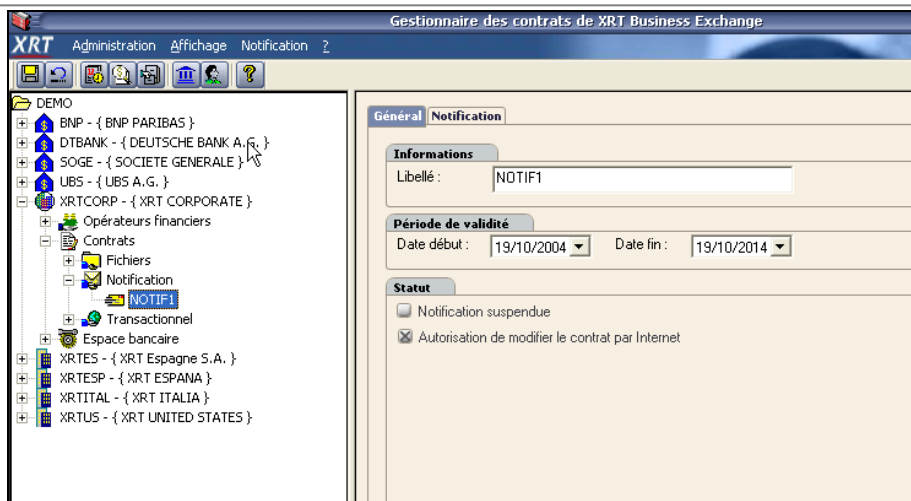 Gestionnaire des contrats de XRT Business Exchange
XRT Administration Affichage Notification ?
DEMO
BNP - { BNP PARIBAS }
DTBANK - { DEUTSCHE BANK A.G. }
SOGE - { SOCIETE GENERALE }
UBS - { UBS A.G. }
XRTCORP - { XRT CORPORATE }
Opérateurs financiers
Contrats
Fichiers
Notification
NOTIF1
Transactionnel
Espace bancaire
XRTES - { XRT Espagne S.A. }
XRTESP - { XRT ESPANA }
XRTITAL - { XRT ITALIA }
XRTUS - { XRT UNITED STATES }
Général Notification
Informations
Libellé : NOTIF1
Période de validité
Date début : 19/10/2004 Date fin : 19/10/2014
Statut
Notification suspendue
Autorisation de modifier le contrat par Internet